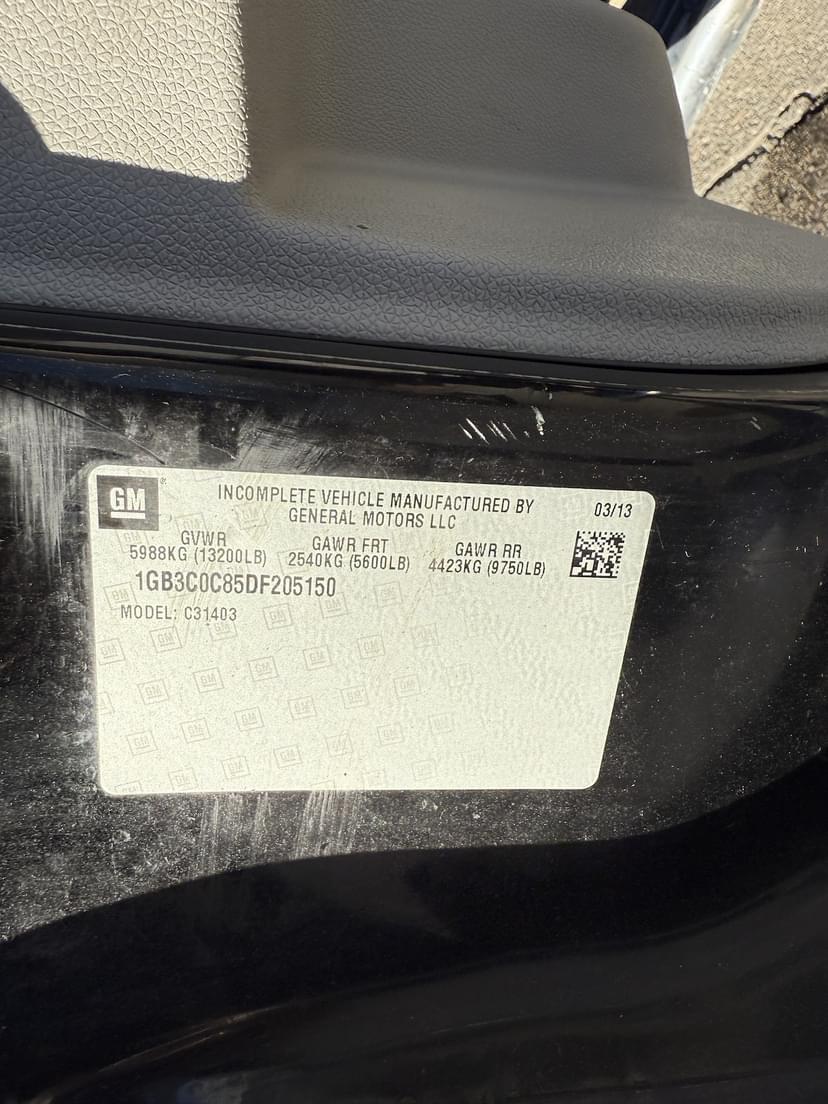 GM
INCOMPLETE VEHICLE MANUFACTURED BY
GENERAL MOTORS LLC
03/13
GVWR GAWR FRT GAWR RR
5988KG (13200LB) 2540KG (5600LB) 4423KG (9750LB)
1GB3C0C85DF205150
MODEL: C31403